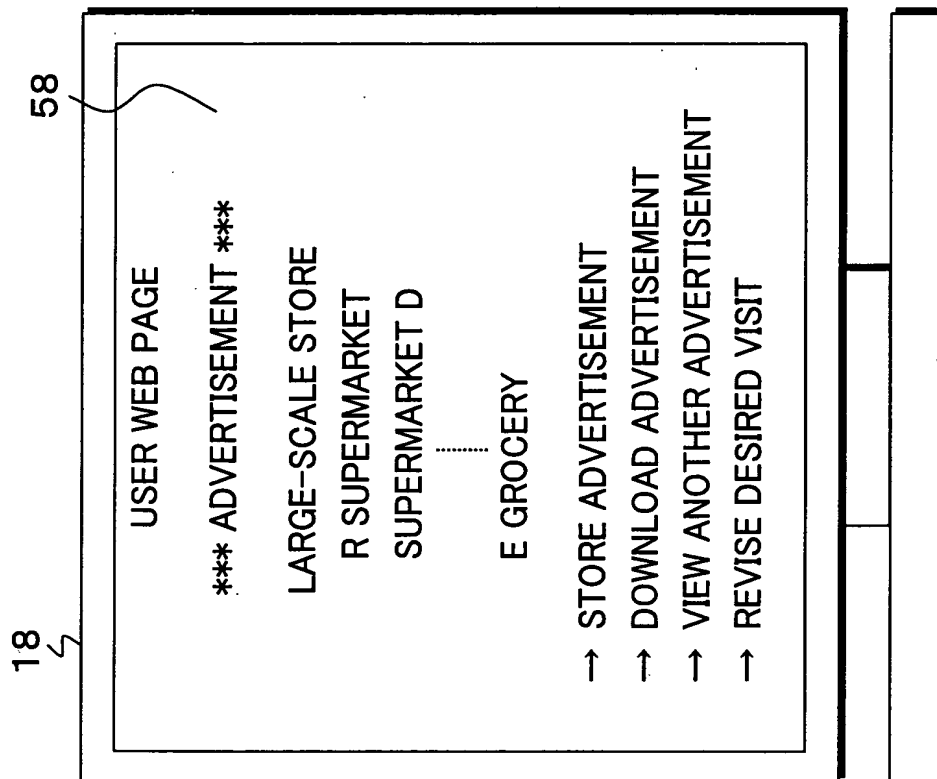 18
58
USER WEB PAGE
*** ADVERTISEMENT ***
LARGE-SCALE STORE
R SUPERMARKET
SUPERMARKET D
E GROCERY
→ STORE ADVERTISEMENT
→ DOWNLOAD ADVERTISEMENT
→ VIEW ANOTHER ADVERTISEMENT
→ REVISE DESIRED VISIT